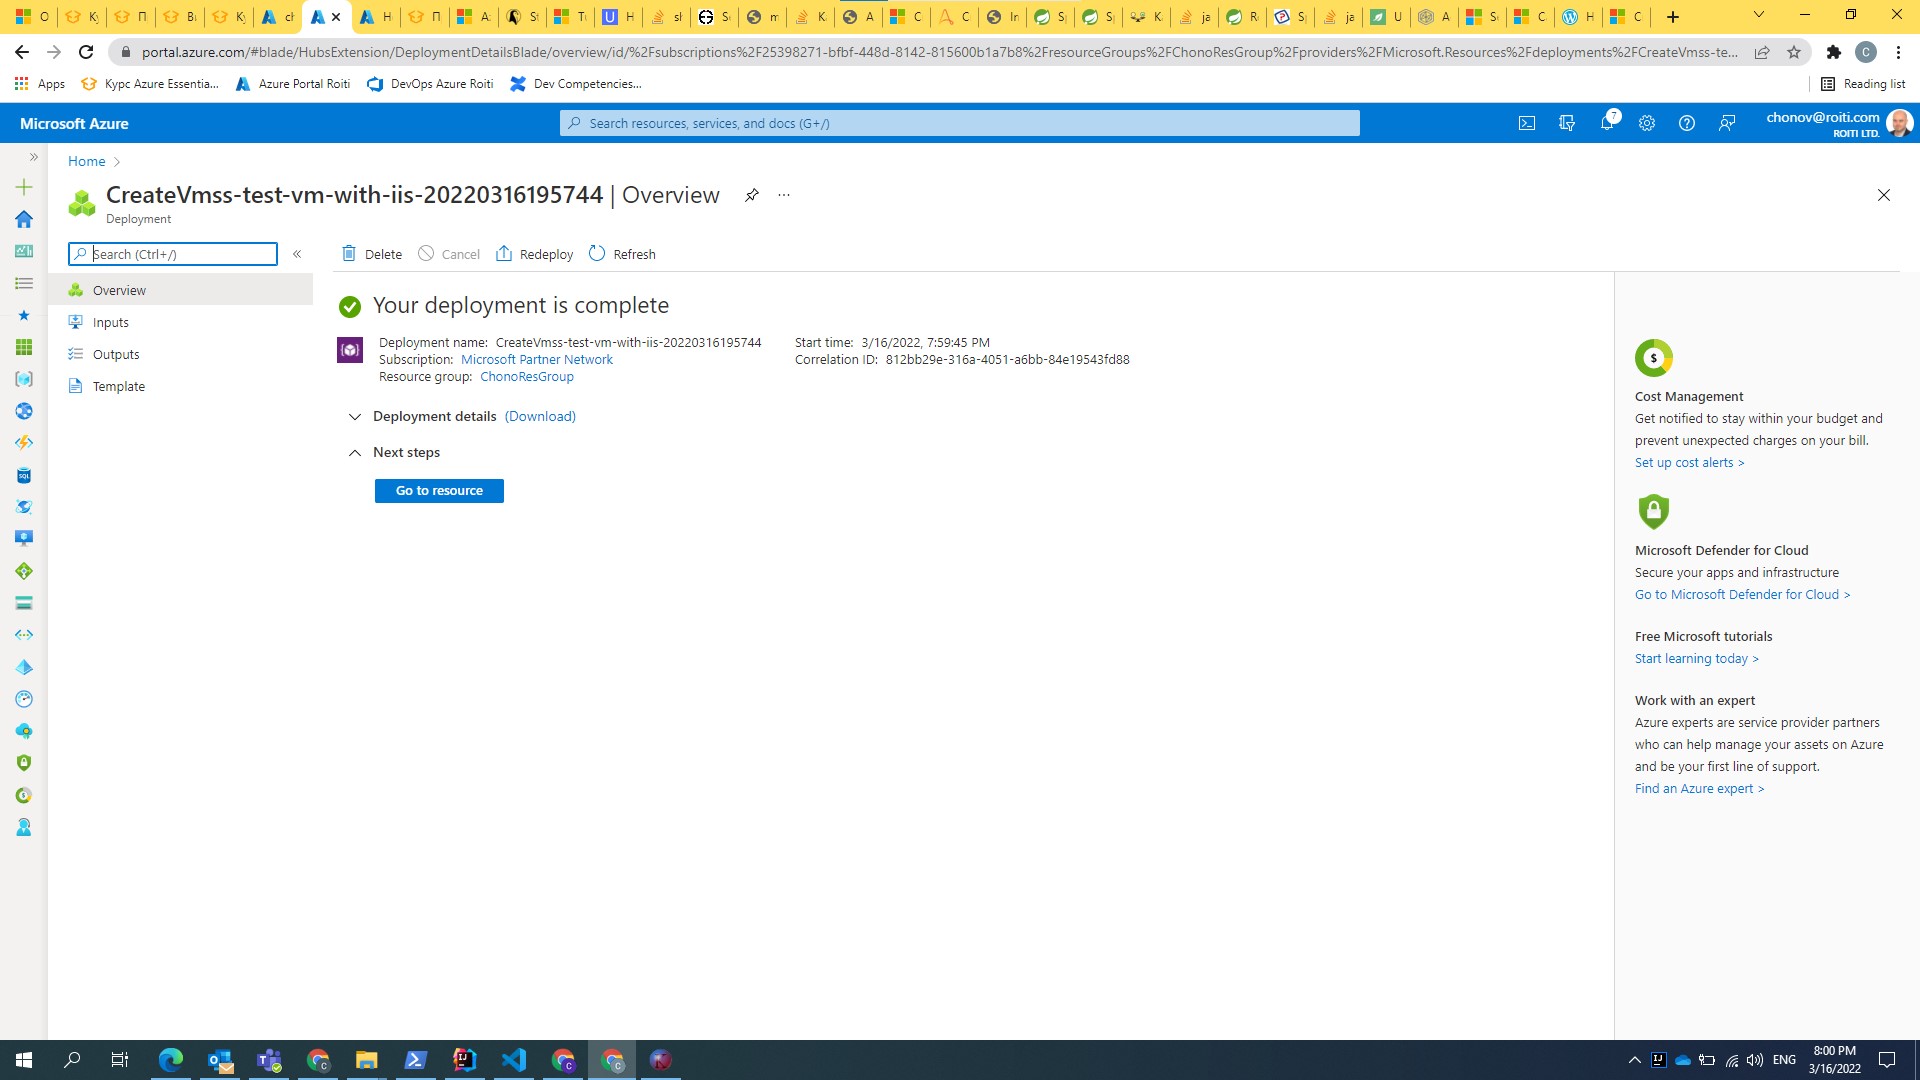 portal.azure.com/#blade/HubsExtension/DeploymentDetailsBlade/overview/id/%2Fsubscriptions%2F25398271-bfbf-448d-8142-815600b1a7b8%2FresourceGroups%2FChonoResGroup%2Fproviders%2FMicrosoft.Resources%2Fdeployments%2FCreateVmss-te...
Apps
Курс Azure Essentia...
Azure Portal Roiti
DevOps Azure Roiti
Dev Competencies...
Reading list
Microsoft Azure
Search resources, services, and docs (G+/)
7
chonov@roiti.com
ROITI LTD.
Home
CreateVmss-test-vm-with-iis-20220316195744 | Overview
Deployment
Search (Ctrl+/)
Delete
Cancel
Redeploy
Refresh
Overview
Inputs
Outputs
Template
Your deployment is complete
Deployment name: CreateVmss-test-vm-with-iis-20220316195744
Subscription: Microsoft Partner Network
Resource group: ChonoResGroup
Start time: 3/16/2022, 7:59:45 PM
Correlation ID: 812bb29e-316a-4051-a6bb-84e19543fd88
Deployment details (Download)
Next steps
Go to resource
Cost Management
Get notified to stay within your budget and
prevent unexpected charges on your bill.
Set up cost alerts >
Microsoft Defender for Cloud
Secure your apps and infrastructure
Go to Microsoft Defender for Cloud >
Free Microsoft tutorials
Start learning today >
Work with an expert
Azure experts are service provider partners
who can help manage your assets on Azure
and be your first line of support.
Find an Azure expert >
ENG
8:00 PM
3/16/2022